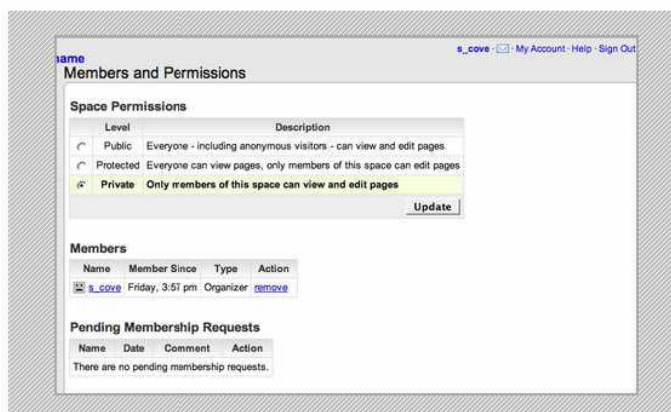 s_cove · My Account · Help · Sign Out
name
Members and Permissions
Space Permissions
Level Description
Public Everyone - including anonymous visitors - can view and edit pages
Protected Everyone can view pages, only members of this space can edit pages
Private Only members of this space can view and edit pages
Update
Members
Name Member Since Type Action
s_cove Friday, 3:57 pm Organizer remove
Pending Membership Requests
Name Date Comment Action
There are no pending membership requests.